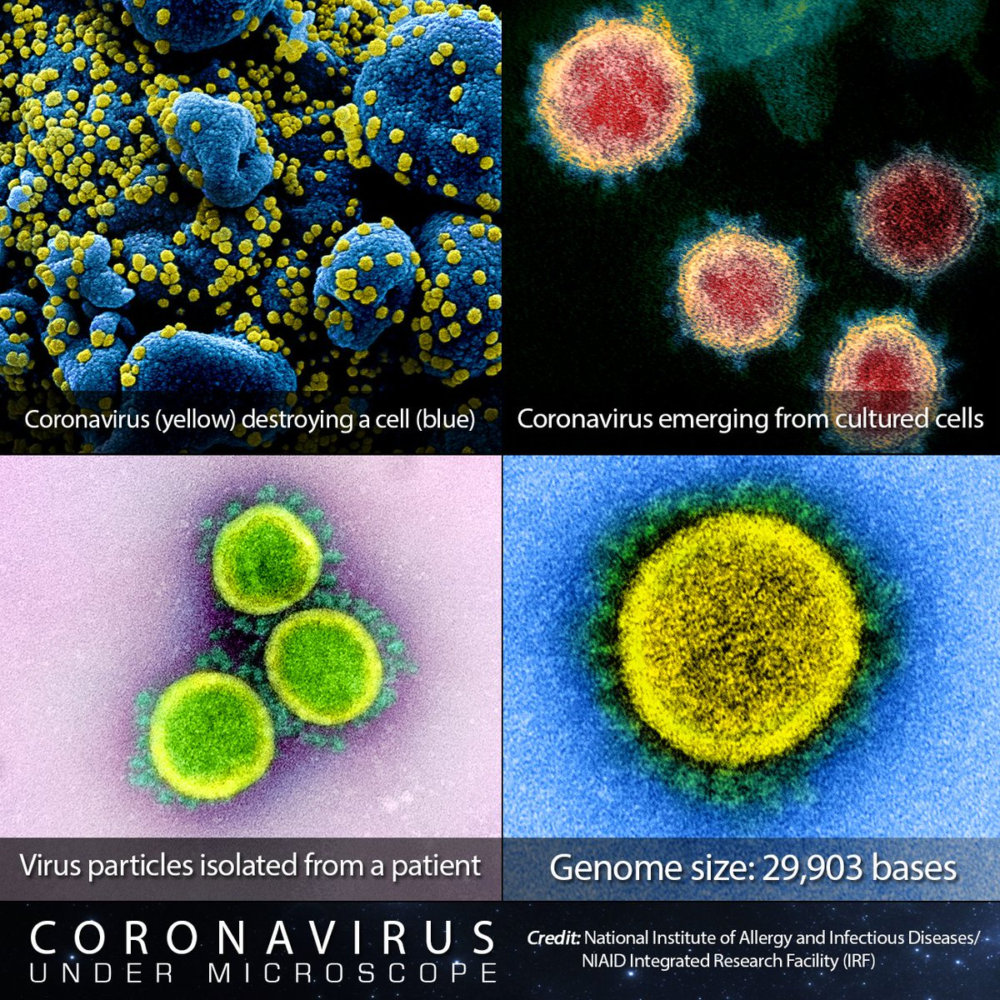 Coronavirus (yellow) destroying a cell (blue)
Coronavirus emerging from cultured cells
Virus particles isolated from a patient
Genome size: 29,903 bases
CORONAVIRUS
UNDER MICROSCOPE
Credit: National Institute of Allergy and Infectious Diseases/
NIAID Integrated Research Facility (IRF)